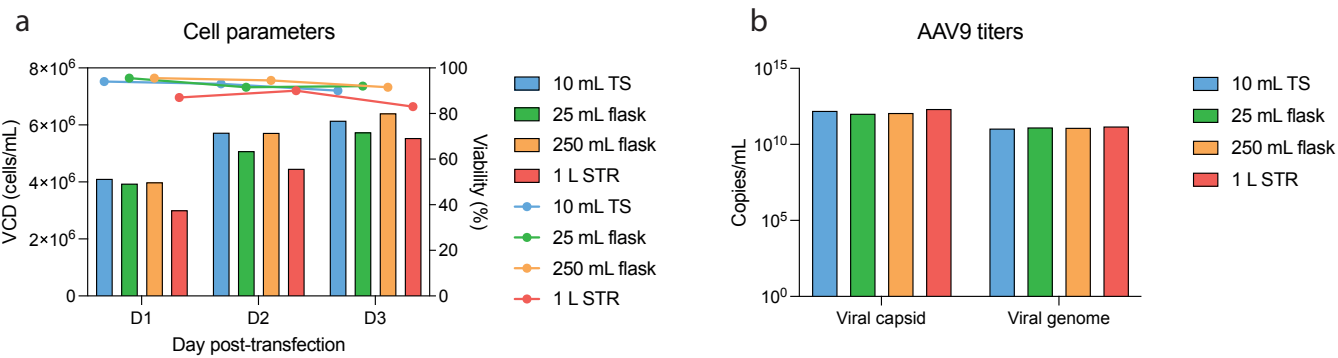 a
Cell parameters
8×10⁶
6×10⁶
4×10⁶
2×10⁶
0
VCD (cells/mL)
100
80
60
40
20
0
Viability (%)
D1
D2
D3
Day post-transfection
10 mL TS
25 mL flask
250 mL flask
1 L STR
10 mL TS
25 mL flask
250 mL flask
1 L STR
b
AAV9 titers
10¹⁵
10¹⁰
10⁵
10⁰
Copies/mL
Viral capsid
Viral genome
10 mL TS
25 mL flask
250 mL flask
1 L STR